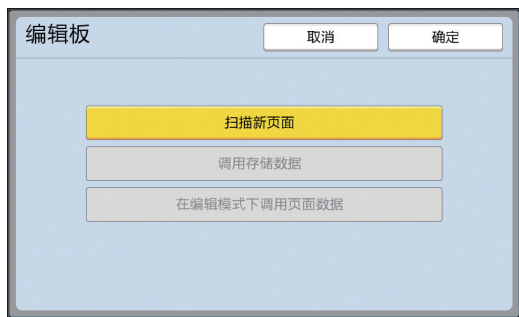 编辑板
取消
确定
扫描新页面
调用存储数据
在编辑模式下调用页面数据